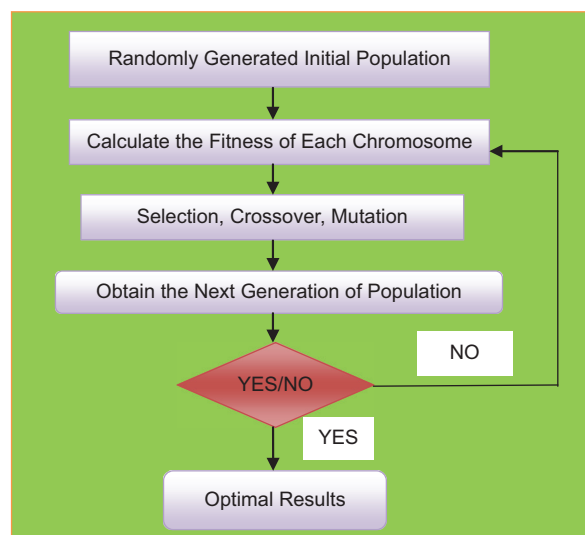 Randomly Generated Initial Population
Calculate the Fitness of Each Chromosome
Selection, Crossover, Mutation
Obtain the Next Generation of Population
NO
YES/NO
YES
Optimal Results